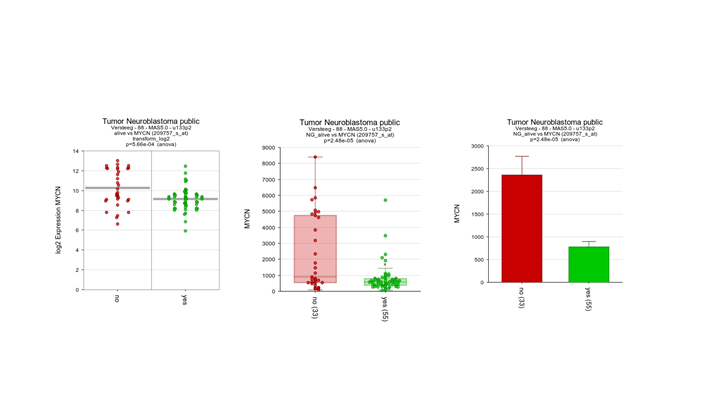 Tumor Neuroblastoma public
Versteeg - 88 - MAS5.0 - u133p2
alive vs MYCN (209757_s_at)
transform_log2
p=5.66e-04 (anova)
log2 Expression MYCN
14
12
10
8
6
4
2
0
no
yes
Tumor Neuroblastoma public
Versteeg - 88 - MAS5.0 - u133p2
NG_alive vs MYCN (209757_s_at)
p=2.48e-05 (anova)
MYCN
9000
8000
7000
6000
5000
4000
3000
2000
1000
0
no (33)
yes (55)
Tumor Neuroblastoma public
Versteeg - 88 - MAS5.0 - u133p2
NG_alive vs MYCN (209757_s_at)
p=2.48e-05 (anova)
MYCN
3000
2500
2000
1500
1000
500
0
no (33)
yes (55)